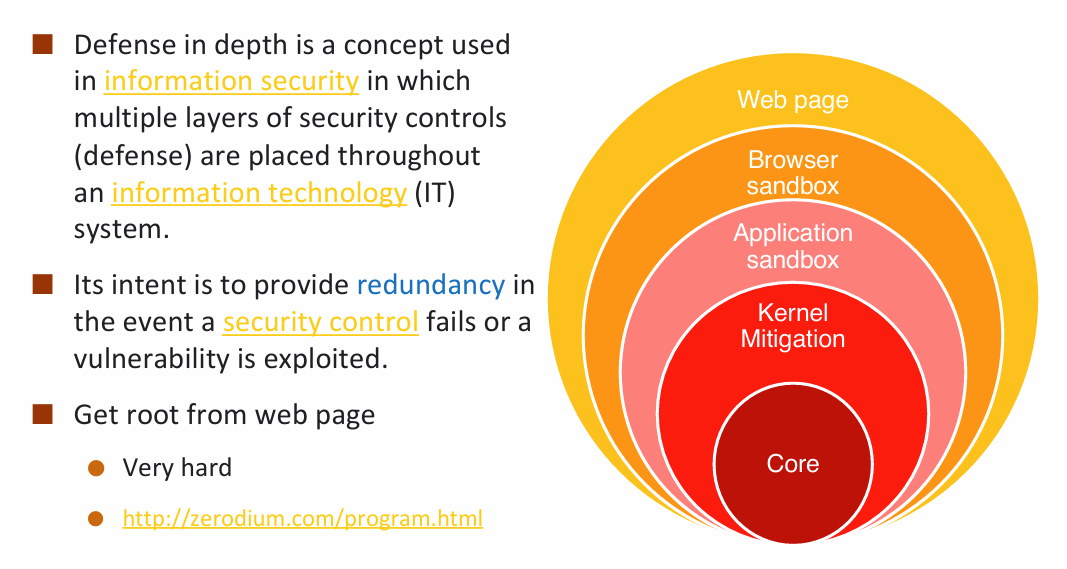 Defense in depth is a concept used
in information security in which
multiple layers of security controls
(defense) are placed throughout
an information technology (IT)
system.
Its intent is to provide redundancy in
the event a security control fails or a
vulnerability is exploited.
Get root from web page
Very hard
http://zerodium.com/program.html
Web page
Browser
sandbox
Application
sandbox
Kernel
Mitigation
Core